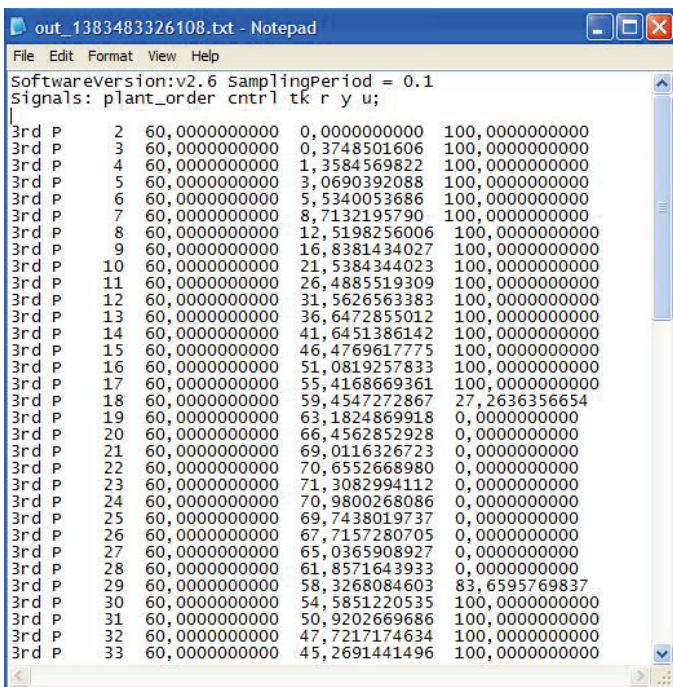 out_1383483326108.txt - Notepad
File Edit Format View Help
SoftwareVersion:v2.6 SamplingPeriod = 0.1
Signals: plant_order cntrl tk r y u;
3rd P 2 60,0000000000 0,0000000000 100,0000000000
3rd P 3 60,0000000000 0,3748501606 100,0000000000
3rd P 4 60,0000000000 1,3584569822 100,0000000000
3rd P 5 60,0000000000 3,0690392088 100,0000000000
3rd P 6 60,0000000000 5,5340053686 100,0000000000
3rd P 7 60,0000000000 8,7132195790 100,0000000000
3rd P 8 60,0000000000 12,5198256006 100,0000000000
3rd P 9 60,0000000000 16,8381434027 100,0000000000
3rd P 10 60,0000000000 21,5384344023 100,0000000000
3rd P 11 60,0000000000 26,4885519309 100,0000000000
3rd P 12 60,0000000000 31,5626563383 100,0000000000
3rd P 13 60,0000000000 36,6472855012 100,0000000000
3rd P 14 60,0000000000 41,6451386142 100,0000000000
3rd P 15 60,0000000000 46,4769617775 100,0000000000
3rd P 16 60,0000000000 51,0819257833 100,0000000000
3rd P 17 60,0000000000 55,4168669361 100,0000000000
3rd P 18 60,0000000000 59,4547272867 27,2636356654
3rd P 19 60,0000000000 63,1824869918 0,0000000000
3rd P 20 60,0000000000 66,4562852928 0,0000000000
3rd P 21 60,0000000000 69,0116326723 0,0000000000
3rd P 22 60,0000000000 70,6552668980 0,0000000000
3rd P 23 60,0000000000 71,3082994112 0,0000000000
3rd P 24 60,0000000000 70,9800268086 0,0000000000
3rd P 25 60,0000000000 69,7438019737 0,0000000000
3rd P 26 60,0000000000 67,7157280705 0,0000000000
3rd P 27 60,0000000000 65,0365908927 0,0000000000
3rd P 28 60,0000000000 61,8571643933 0,0000000000
3rd P 29 60,0000000000 58,3268084603 83,6595769837
3rd P 30 60,0000000000 54,5851220535 100,0000000000
3rd P 31 60,0000000000 50,9202669686 100,0000000000
3rd P 32 60,0000000000 47,7217174634 100,0000000000
3rd P 33 60,0000000000 45,2691441496 100,0000000000